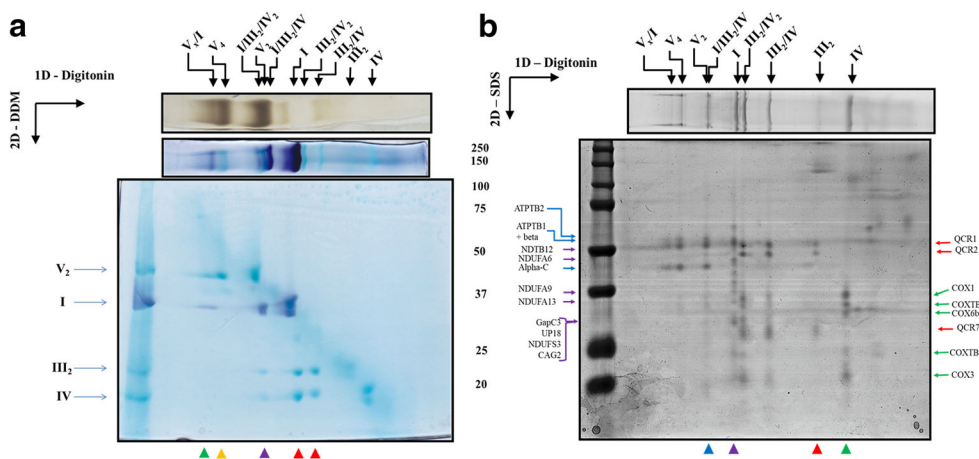 a
Vx/I
V4
I/III2/IV2
V2
I/III2/IV
I
III2/IV2
III2/IV
III2
IV
1D - Digitonin
2D - DDM
V2
I
III2
IV
b
Vx/I
V4
V2
I/III2/IV
I
III2/IV2
III2/IV
III2
IV
1D – Digitonin
2D – SDS
250
150
100
75
50
37
25
20
ATPTB2
ATPTB1
+ beta
NDTB12
NDUFA6
Alpha-C
NDUFA9
NDUFA13
GapC3
UP18
NDUFS3
CAG2
QCR1
QCR2
COX1
COX6b
QCR7
COXTB
COX3